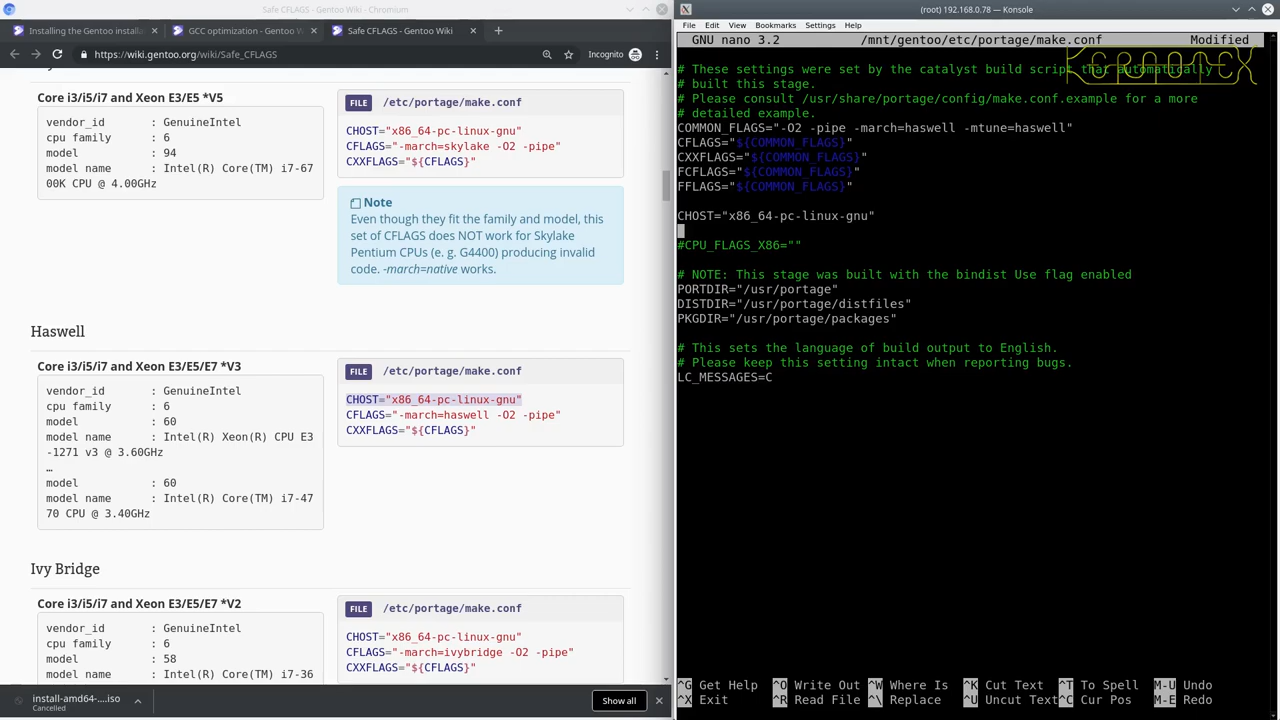 Safe CFLAGS - Gentoo Wiki - Chromium
Installing the Gentoo install
GCC optimization - Gentoo W
Safe CFLAGS - Gentoo Wiki
https://wiki.gentoo.org/wiki/Safe_CFLAGS
Incognito
Core i3/i5/i7 and Xeon E3/E5 *V5
vendor_id : GenuineIntel
cpu family : 6
model : 94
model name : Intel(R) Core(TM) i7-67
00K CPU @ 4.00GHz
FILE /etc/portage/make.conf
CHOST="x86_64-pc-linux-gnu"
CFLAGS="-march=skylake -O2 -pipe"
CXXFLAGS="${CFLAGS}"
Note
Even though they fit the family and model, this
set of CFLAGS does NOT work for Skylake
Pentium CPUs (e. g. G4400) producing invalid
code. -march=native works.
Haswell
Core i3/i5/i7 and Xeon E3/E5/E7 *V3
vendor_id : GenuineIntel
cpu family : 6
model : 60
model name : Intel(R) Xeon(R) CPU E3
-1271 v3 @ 3.60GHz
…
model : 60
model name : Intel(R) Core(TM) i7-47
70 CPU @ 3.40GHz
FILE /etc/portage/make.conf
CHOST="x86_64-pc-linux-gnu"
CFLAGS="-march=haswell -O2 -pipe"
CXXFLAGS="${CFLAGS}"
Ivy Bridge
Core i3/i5/i7 and Xeon E3/E5/E7 *V2
vendor_id : GenuineIntel
cpu family : 6
model : 58
model name : Intel(R) Core(TM) i7-36
FILE /etc/portage/make.conf
CHOST="x86_64-pc-linux-gnu"
CFLAGS="-march=ivybridge -O2 -pipe"
CXXFLAGS="${CFLAGS}"
install-amd64-....iso
Cancelled
Show all
(root) 192.168.0.78 — Konsole
File Edit View Bookmarks Settings Help
GNU nano 3.2 /mnt/gentoo/etc/portage/make.conf Modified
# These settings were set by the catalyst build script that automatically
# built this stage.
# Please consult /usr/share/portage/config/make.conf.example for a more
# detailed example.
COMMON_FLAGS="-O2 -pipe -march=haswell -mtune=haswell"
CFLAGS="${COMMON_FLAGS}"
CXXFLAGS="${COMMON_FLAGS}"
FCFLAGS="${COMMON_FLAGS}"
FFLAGS="${COMMON_FLAGS}"
CHOST="x86_64-pc-linux-gnu"
#CPU_FLAGS_X86=""
# NOTE: This stage was built with the bindist Use flag enabled
PORTDIR="/usr/portage"
DISTDIR="/usr/portage/distfiles"
PKGDIR="/usr/portage/packages"
# This sets the language of build output to English.
# Please keep this setting intact when reporting bugs.
LC_MESSAGES=C
^G Get Help ^O Write Out ^W Where Is ^K Cut Text ^T To Spell M-U Undo
^X Exit ^R Read File ^\ Replace ^U Uncut Text ^C Cur Pos M-E Redo